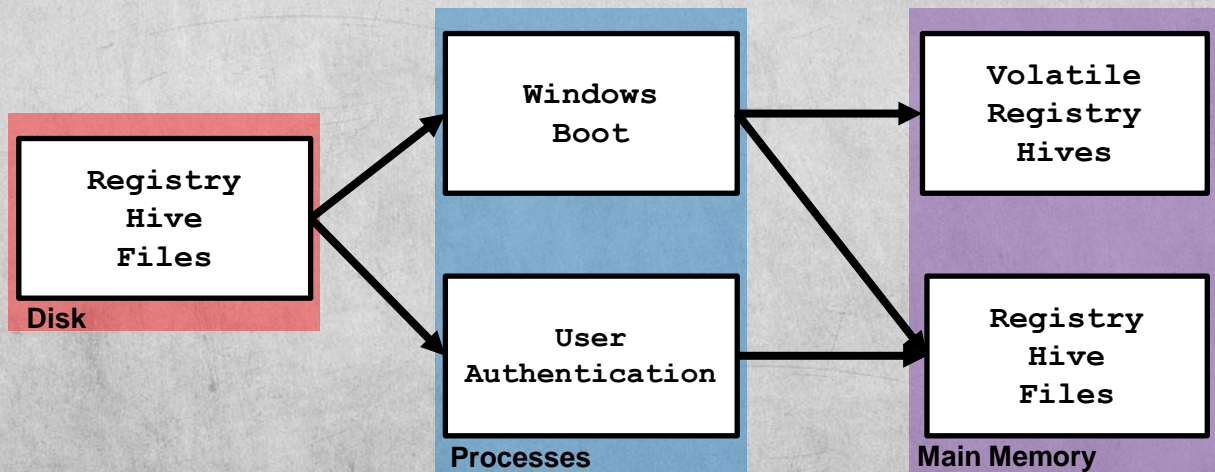 Registry
Hive
Files
Disk
Windows
Boot
User
Authentication
Processes
Volatile
Registry
Hives
Registry
Hive
Files
Main Memory